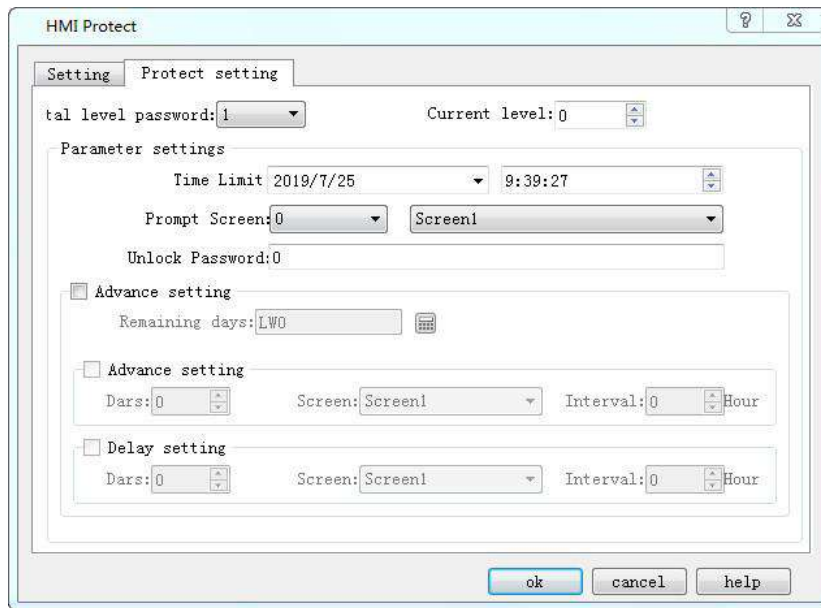 HMI Protect
Setting Protect setting
tal level password: 1 Current level: 0
Parameter settings
Time Limit 2019/7/25 9:39:27
Prompt Screen: 0 Screen1
Unlock Password: 0
Advance setting
Remaining days: LW0
Advance setting
Dars: 0 Screen: Screen1 Interval: 0 Hour
Delay setting
Dars: 0 Screen: Screen1 Interval: 0 Hour
ok cancel help